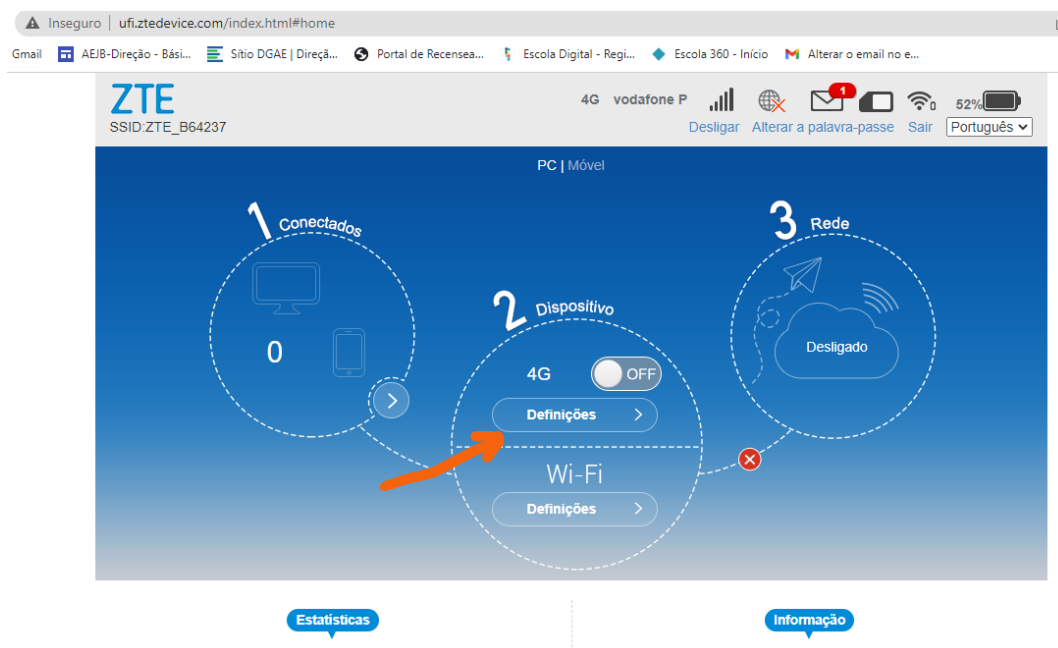 Inseguro | ufi.ztedevice.com/index.html#home
Gmail AEJB-Direção - Bási... Sítio DGAE | Direçã... Portal de Recensea... Escola Digital - Regi... Escola 360 - Início Alterar o email no e...
ZTE 4G vodafone P 1 0 52%
SSID:ZTE_B64237 Desligar Alterar a palavra-passe Sair Português
PC | Móvel
1 Conectados
3 Rede
2 Dispositivo
0
Desligado
4G OFF
Definições
Wi-Fi
Definições
Estatísticas Informação